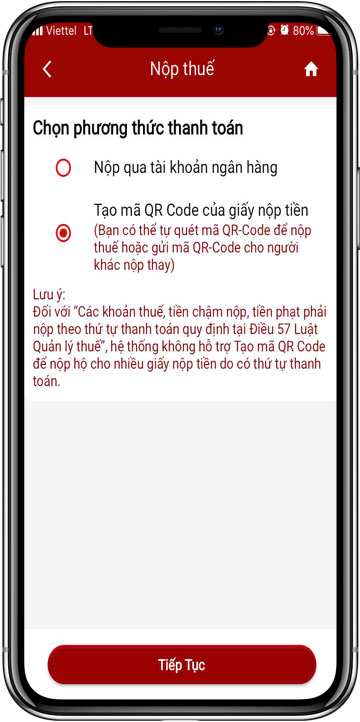 Viettel LT 80%
Nộp thuế
Chọn phương thức thanh toán
Nộp qua tài khoản ngân hàng
Tạo mã QR Code của giấy nộp tiền
(Bạn có thể tự quét mã QR-Code để nộp
thuế hoặc gửi mã QR-Code cho người
khác nộp thay)
Lưu ý:
Đối với “Các khoản thuế, tiền chậm nộp, tiền phạt phải
nộp theo thứ tự thanh toán quy định tại Điều 57 Luật
Quản lý thuế”, hệ thống không hỗ trợ Tạo mã QR Code
để nộp hộ cho nhiều giấy nộp tiền do có thứ tự thanh
toán.
Tiếp Tục